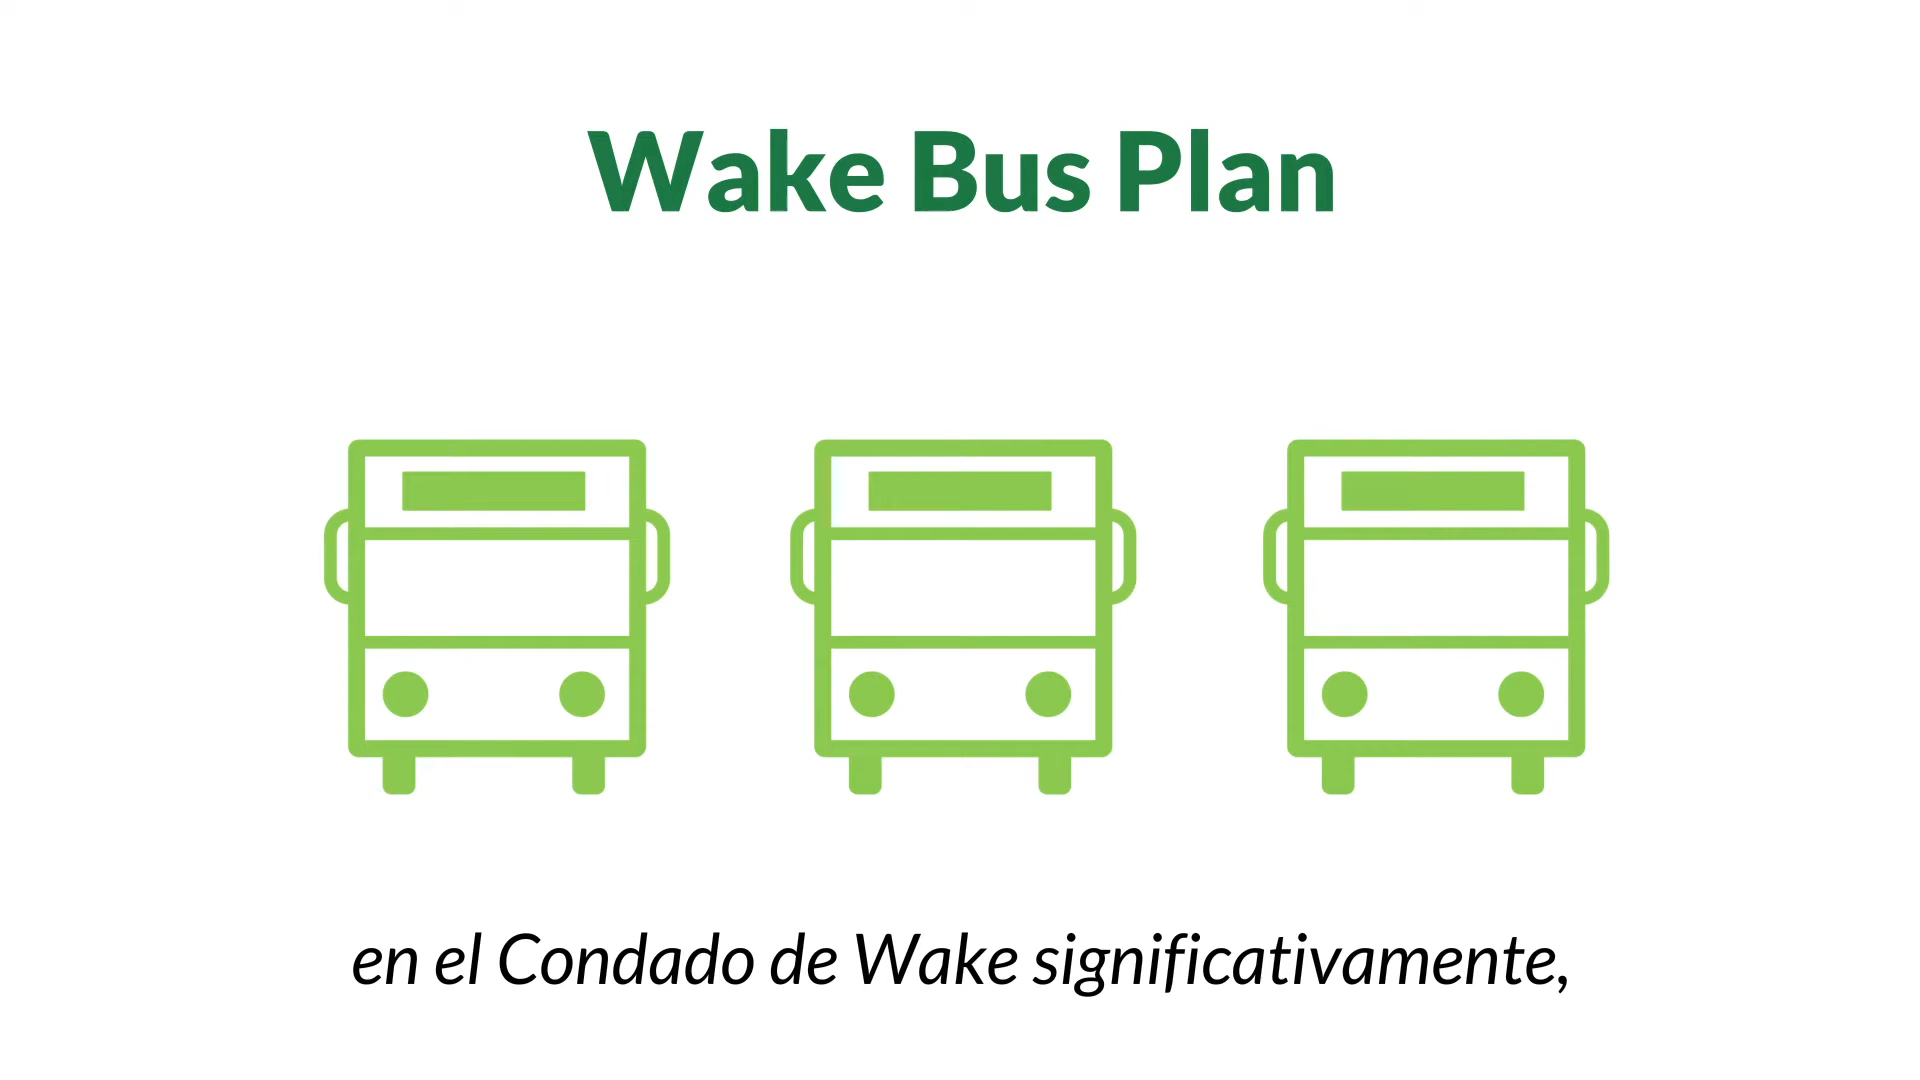 Wake Bus Plan
en el Condado de Wake significativamente,